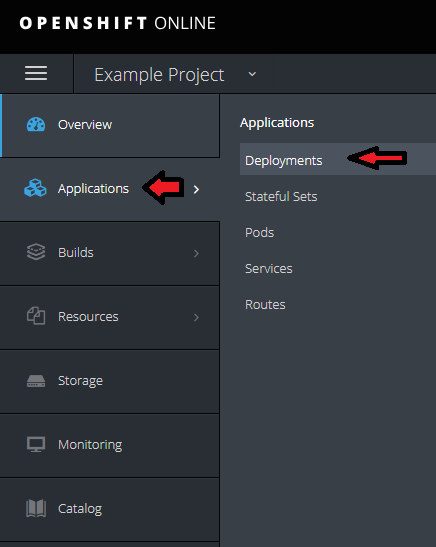 OPENSHIFT ONLINE
Example Project
Overview
Applications
Builds
Resources
Storage
Monitoring
Catalog
Applications
Deployments
Stateful Sets
Pods
Services
Routes